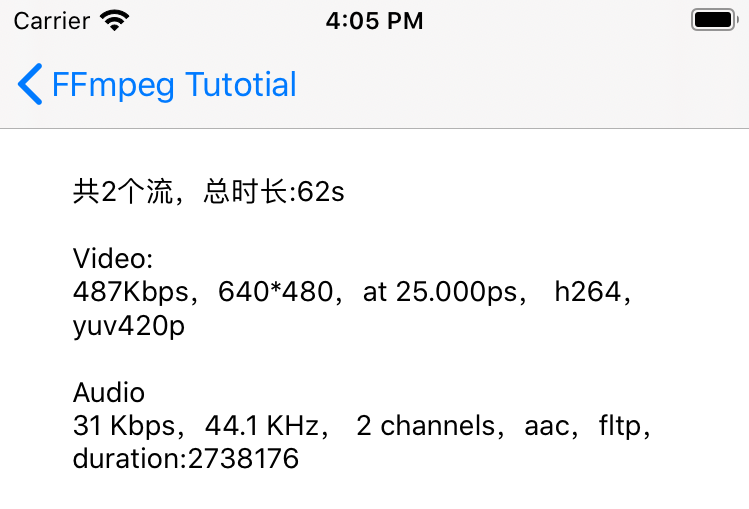 Carrier 4:05 PM
FFmpeg Tutotial
共2个流，总时长:62s
Video:
487Kbps，640*480，at 25.000ps， h264，
yuv420p
Audio
31 Kbps，44.1 KHz， 2 channels，aac，fltp，
duration:2738176